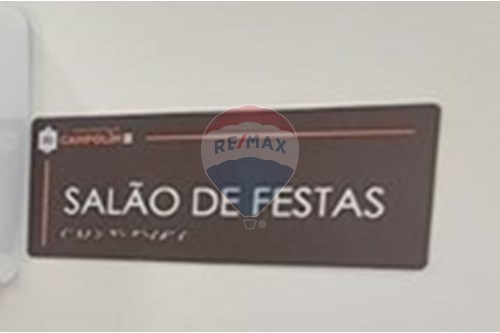 CAMPOLIM
RE/MAX
SALÃO DE FESTAS